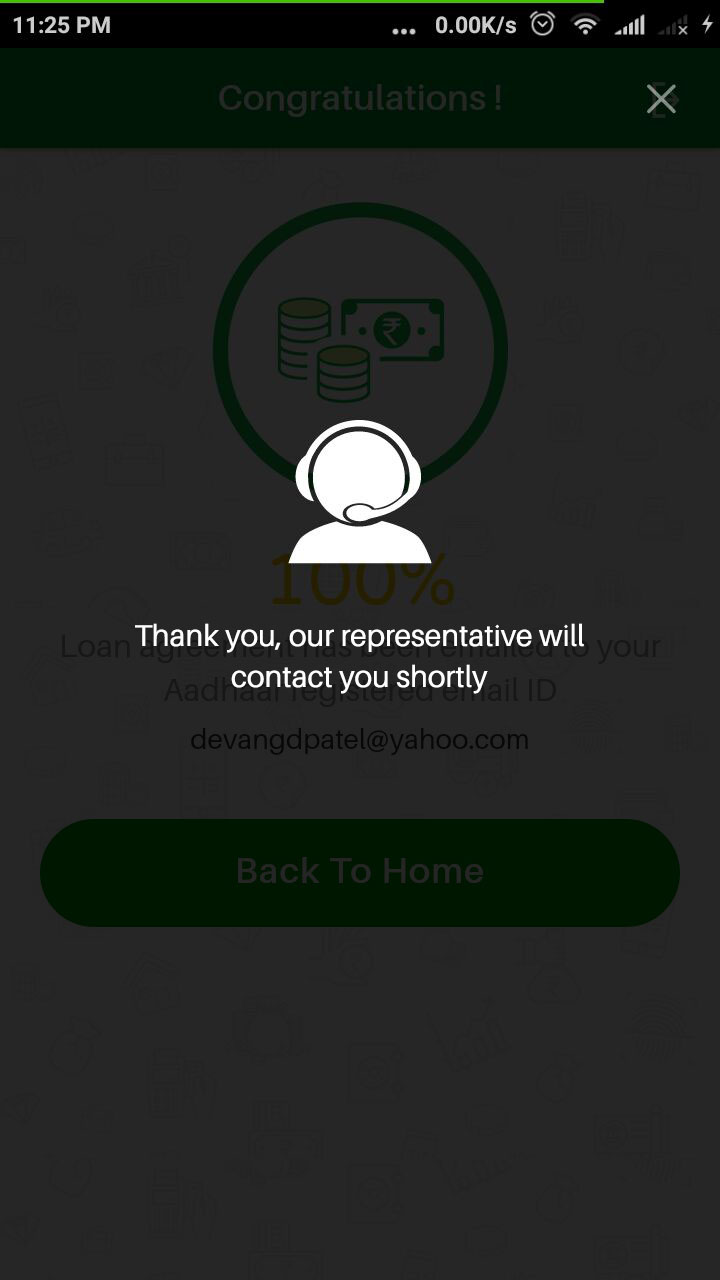 11:25 PM ... 0.00K/s
Congratulations !
100%
Thank you, our representative will
contact you shortly
Loan agreement has been emailed to your
Aadhaar registered email ID
devangdpatel@yahoo.com
Back To Home